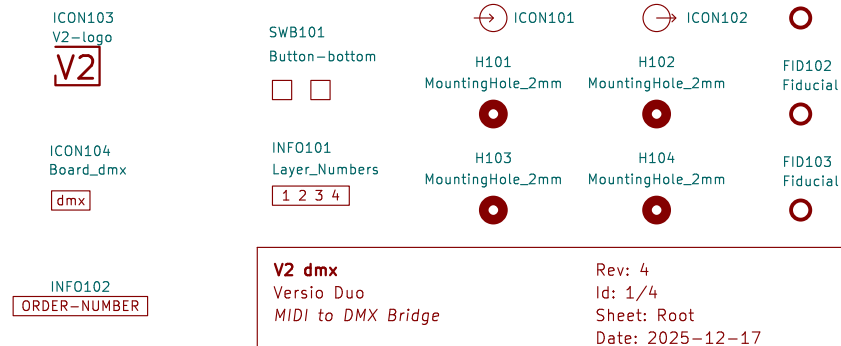 ICON103
V2-logo
V2
SWB101
Button-bottom
ICON101
ICON102
H101
MountingHole_2mm
H102
MountingHole_2mm
FID102
Fiducial
ICON104
Board_dmx
dmx
INFO101
Layer_Numbers
1 2 3 4
H103
MountingHole_2mm
H104
MountingHole_2mm
FID103
Fiducial
INFO102
ORDER-NUMBER
V2 dmx
Versio Duo
MIDI to DMX Bridge
Rev: 4
Id: 1/4
Sheet: Root
Date: 2025-12-17